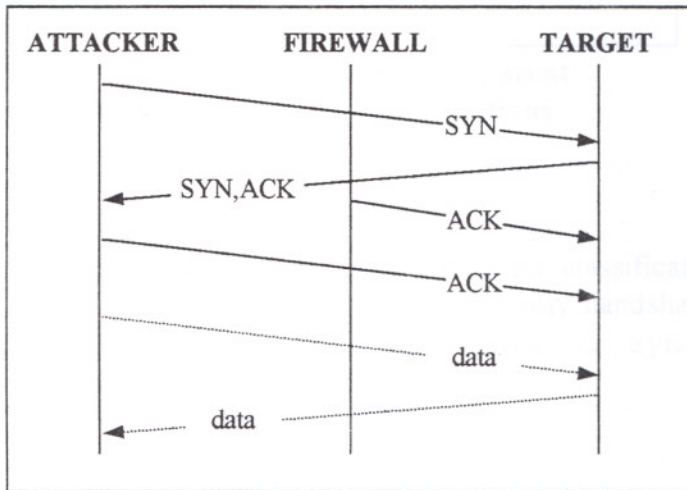 ATTACKER FIREWALL TARGET
SYN
SYN,ACK
ACK
ACK
data
data